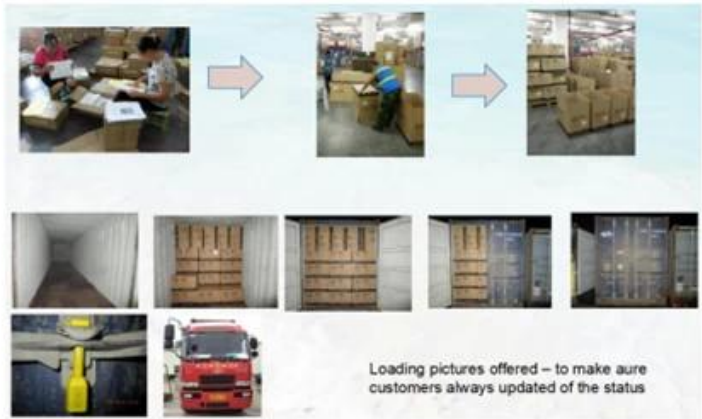 Loading pictures offered – to make aure
customers always updated of the status